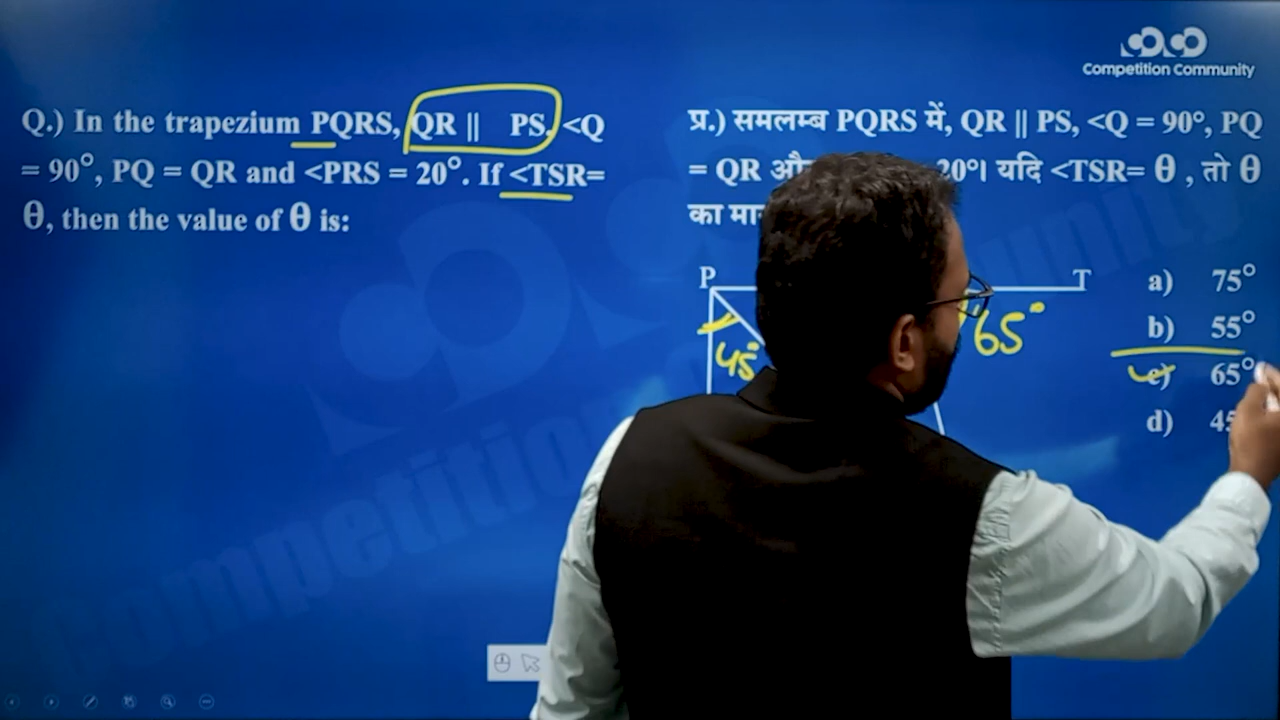 Competition Community
Q.) In the trapezium PQRS, QR || PS, <Q
= 90°, PQ = QR and <PRS = 20°. If <TSR=
θ, then the value of θ is:
प्र.) समलम्ब PQRS में, QR || PS, <Q = 90°, PQ
= QR 20°। यदि <TSR= θ , तो θ
का
P T
45°
65°
a) 75°
b) 55°
c) 65°
d)